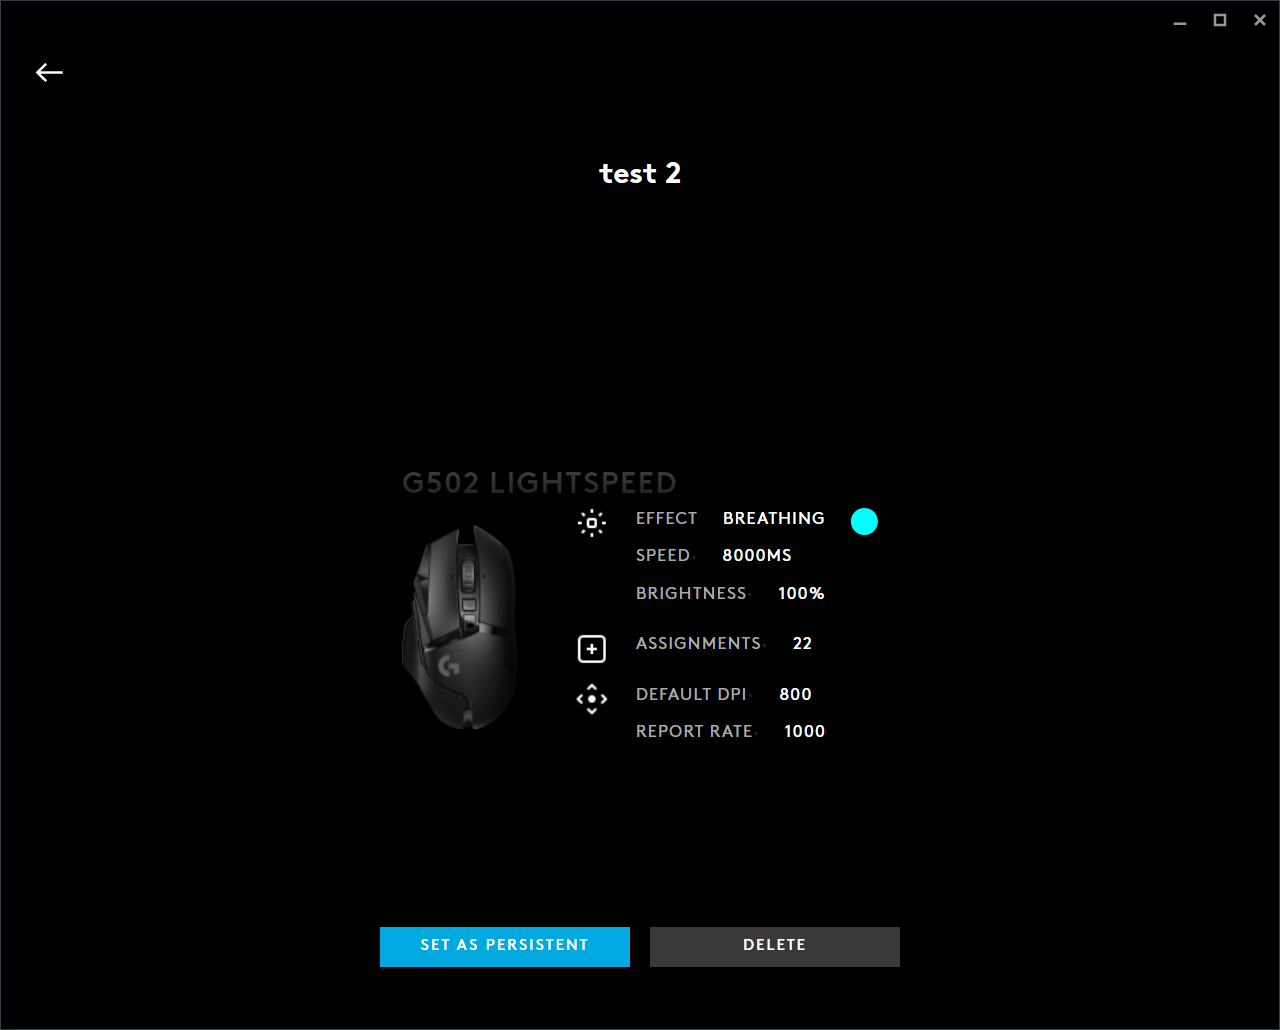 test 2
G502 LIGHTSPEED
EFFECT BREATHING
SPEED 8000MS
BRIGHTNESS 100%
ASSIGNMENTS 22
DEFAULT DPI 800
REPORT RATE 1000
SET AS PERSISTENT DELETE